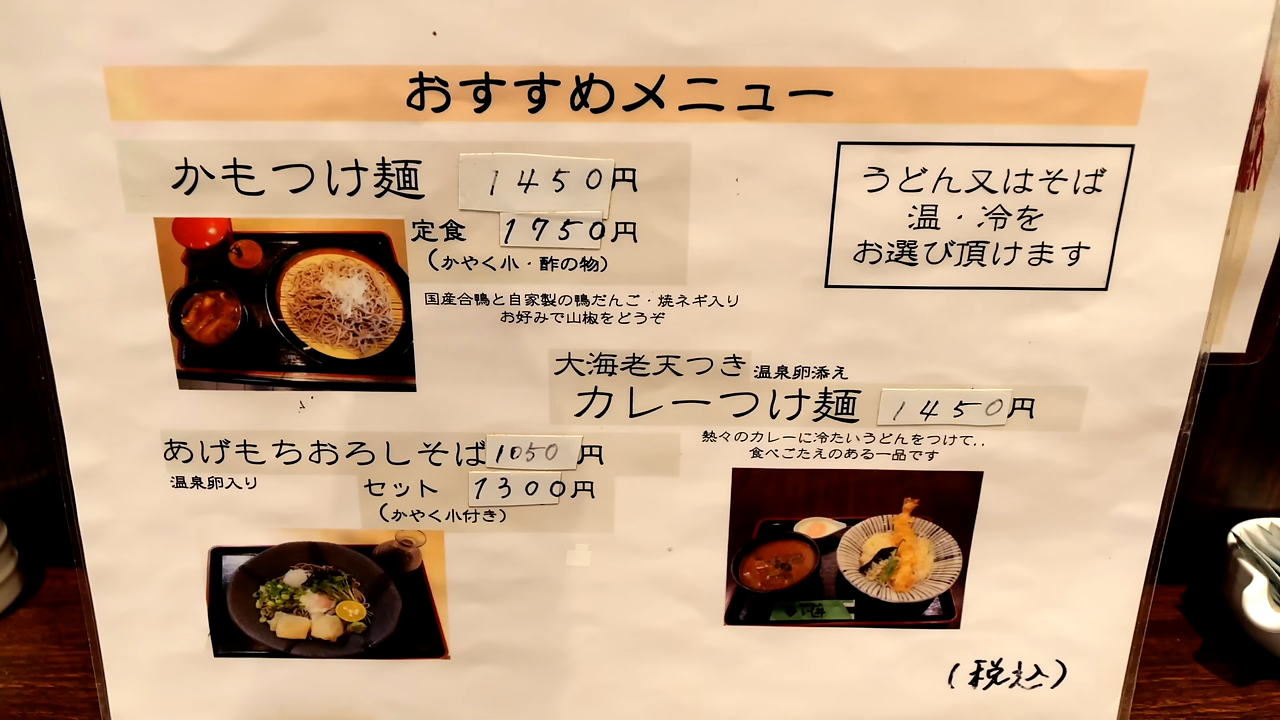 おすすめメニュー
かもつけ麺 1450円
定食 1750円
(かやく小・酢の物)
国産合鴨と自家製の鴨だんご・焼ネギ入り
お好みで山椒をどうぞ
うどん又はそば
温・冷を
お選び頂けます
大海老天つき 温泉卵添え
カレーつけ麺 1450円
熱々のカレーに冷たいうどんをつけて..
食べごたえのある一品です
あげもちおろしそば 1050円
温泉卵入り
セット 1300円
(かやく小付き)
(税込)